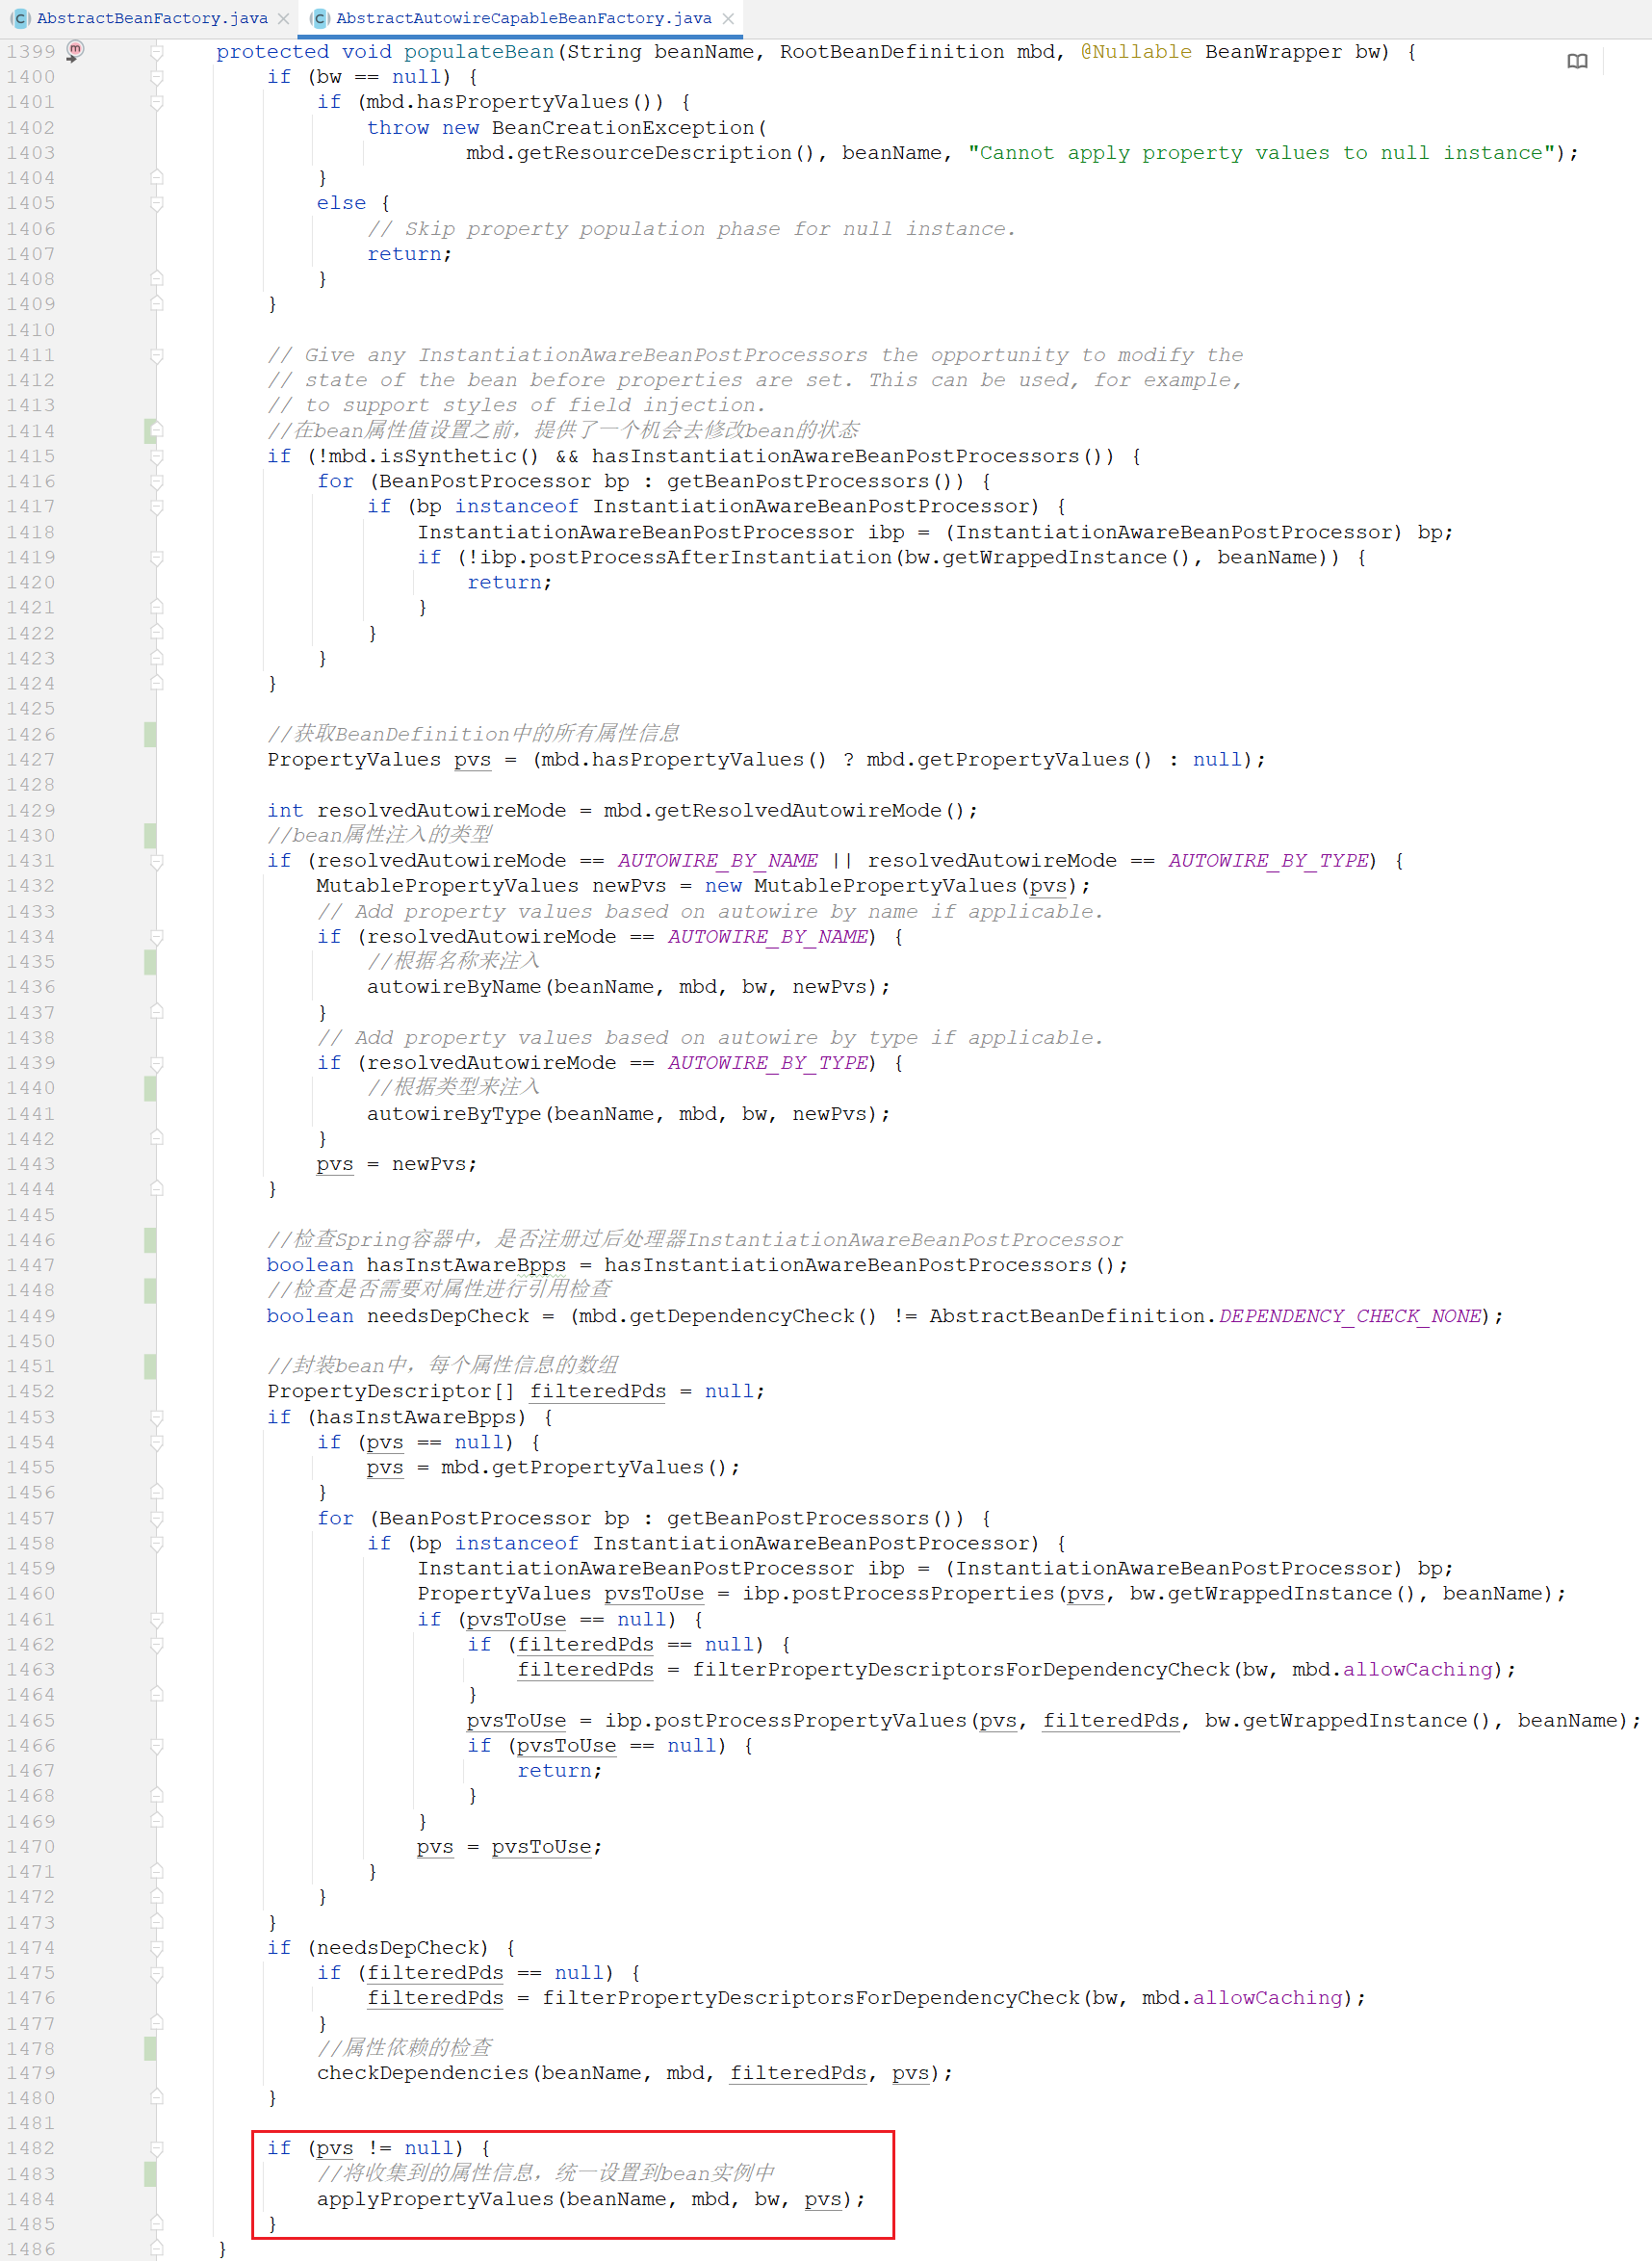 AbstractBeanFactory.java AbstractAutowireCapableBeanFactory.java
1399 protected void populateBean(String beanName, RootBeanDefinition mbd, @Nullable BeanWrapper bw) {
1400 if (bw == null) {
1401 if (mbd.hasPropertyValues()) {
1402 throw new BeanCreationException(
1403 mbd.getResourceDescription(), beanName, "Cannot apply property values to null instance");
1404 }
1405 else {
1406 // Skip property population phase for null instance.
1407 return;
1408 }
1409 }
1410
1411 // Give any InstantiationAwareBeanPostProcessors the opportunity to modify the
1412 // state of the bean before properties are set. This can be used, for example,
1413 // to support styles of field injection.
1414 //在bean属性值设置之前，提供了一个机会去修改bean的状态
1415 if (!mbd.isSynthetic() && hasInstantiationAwareBeanPostProcessors()) {
1416 for (BeanPostProcessor bp : getBeanPostProcessors()) {
1417 if (bp instanceof InstantiationAwareBeanPostProcessor) {
1418 InstantiationAwareBeanPostProcessor ibp = (InstantiationAwareBeanPostProcessor) bp;
1419 if (!ibp.postProcessAfterInstantiation(bw.getWrappedInstance(), beanName)) {
1420 return;
1421 }
1422 }
1423 }
1424 }
1425
1426 //获取BeanDefinition中的所有属性信息
1427 PropertyValues pvs = (mbd.hasPropertyValues() ? mbd.getPropertyValues() : null);
1428
1429 int resolvedAutowireMode = mbd.getResolvedAutowireMode();
1430 //bean属性注入的类型
1431 if (resolvedAutowireMode == AUTOWIRE_BY_NAME || resolvedAutowireMode == AUTOWIRE_BY_TYPE) {
1432 MutablePropertyValues newPvs = new MutablePropertyValues(pvs);
1433 // Add property values based on autowire by name if applicable.
1434 if (resolvedAutowireMode == AUTOWIRE_BY_NAME) {
1435 //根据名称来注入
1436 autowireByName(beanName, mbd, bw, newPvs);
1437 }
1438 // Add property values based on autowire by type if applicable.
1439 if (resolvedAutowireMode == AUTOWIRE_BY_TYPE) {
1440 //根据类型来注入
1441 autowireByType(beanName, mbd, bw, newPvs);
1442 }
1443 pvs = newPvs;
1444 }
1445
1446 //检查Spring容器中，是否注册过后处理器InstantiationAwareBeanPostProcessor
1447 boolean hasInstAwareBpps = hasInstantiationAwareBeanPostProcessors();
1448 //检查是否需要对属性进行引用检查
1449 boolean needsDepCheck = (mbd.getDependencyCheck() != AbstractBeanDefinition.DEPENDENCY_CHECK_NONE);
1450
1451 //封装bean中，每个属性信息的数组
1452 PropertyDescriptor[] filteredPds = null;
1453 if (hasInstAwareBpps) {
1454 if (pvs == null) {
1455 pvs = mbd.getPropertyValues();
1456 }
1457 for (BeanPostProcessor bp : getBeanPostProcessors()) {
1458 if (bp instanceof InstantiationAwareBeanPostProcessor) {
1459 InstantiationAwareBeanPostProcessor ibp = (InstantiationAwareBeanPostProcessor) bp;
1460 PropertyValues pvsToUse = ibp.postProcessProperties(pvs, bw.getWrappedInstance(), beanName);
1461 if (pvsToUse == null) {
1462 if (filteredPds == null) {
1463 filteredPds = filterPropertyDescriptorsForDependencyCheck(bw, mbd.allowCaching);
1464 }
1465 pvsToUse = ibp.postProcessPropertyValues(pvs, filteredPds, bw.getWrappedInstance(), beanName);
1466 if (pvsToUse == null) {
1467 return;
1468 }
1469 }
1470 pvs = pvsToUse;
1471 }
1472 }
1473 }
1474 if (needsDepCheck) {
1475 if (filteredPds == null) {
1476 filteredPds = filterPropertyDescriptorsForDependencyCheck(bw, mbd.allowCaching);
1477 }
1478 //属性依赖的检查
1479 checkDependencies(beanName, mbd, filteredPds, pvs);
1480 }
1481
1482 if (pvs != null) {
1483 //将收集到的属性信息，统一设置到bean实例中
1484 applyPropertyValues(beanName, mbd, bw, pvs);
1485 }
1486 }